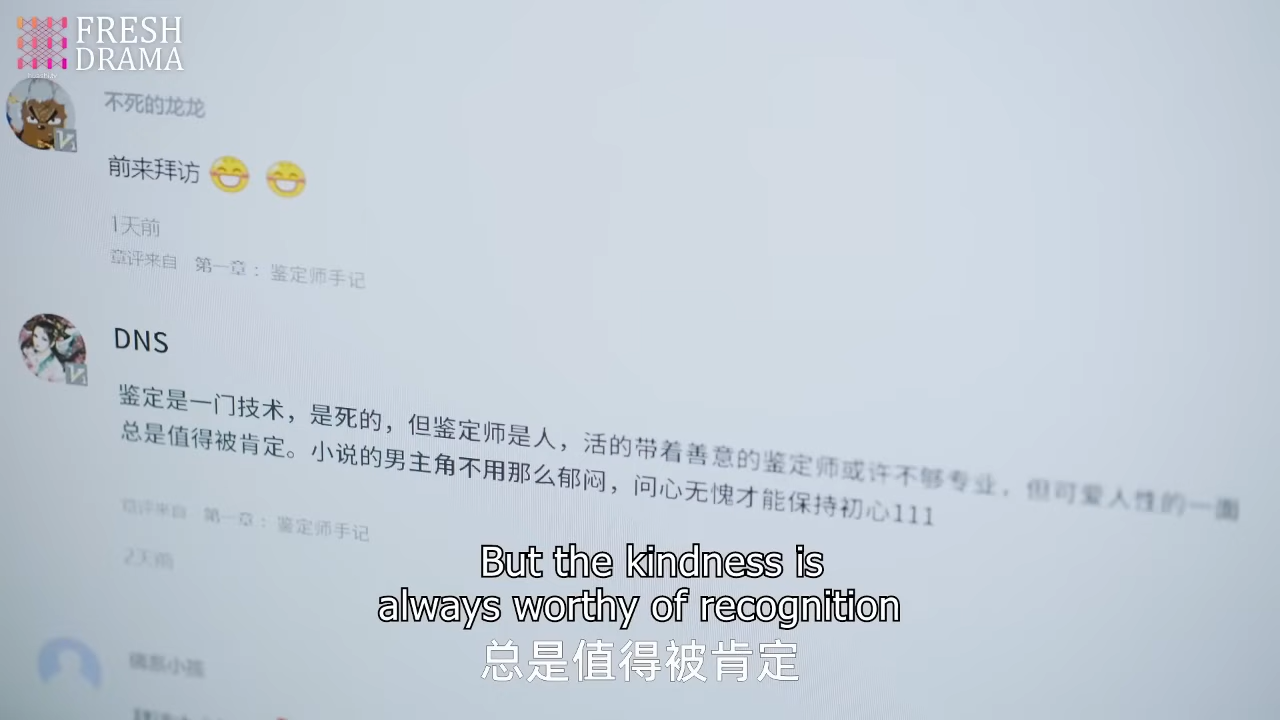 FRESH
DRAMA
不死的龙龙
前来拜访
1天前
章评来自 第一章：鉴定师手记
DNS
鉴定是一门技术，是死的，但鉴定师是人，活的带着善意的鉴定师或许不够专业，但可爱人性的一面
总是值得被肯定。小说的男主角不用那么郁闷，问心无愧才能保持初心111
章评来自 第一章：鉴定师手记
2天前
But the kindness is
always worthy of recognition
总是值得被肯定